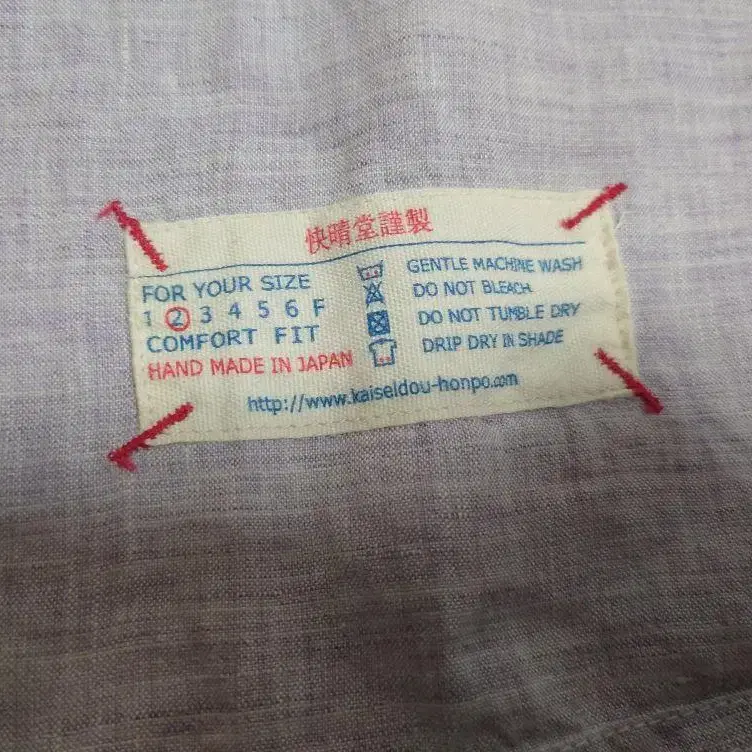 快晴堂謹製
FOR YOUR SIZE
1 2 3 4 5 6 F
COMFORT FIT
HAND MADE IN JAPAN
GENTLE MACHINE WASH
DO NOT BLEACH
DO NOT TUMBLE DRY
DRIP DRY IN SHADE
http://www.kaiseidou-honpo.com